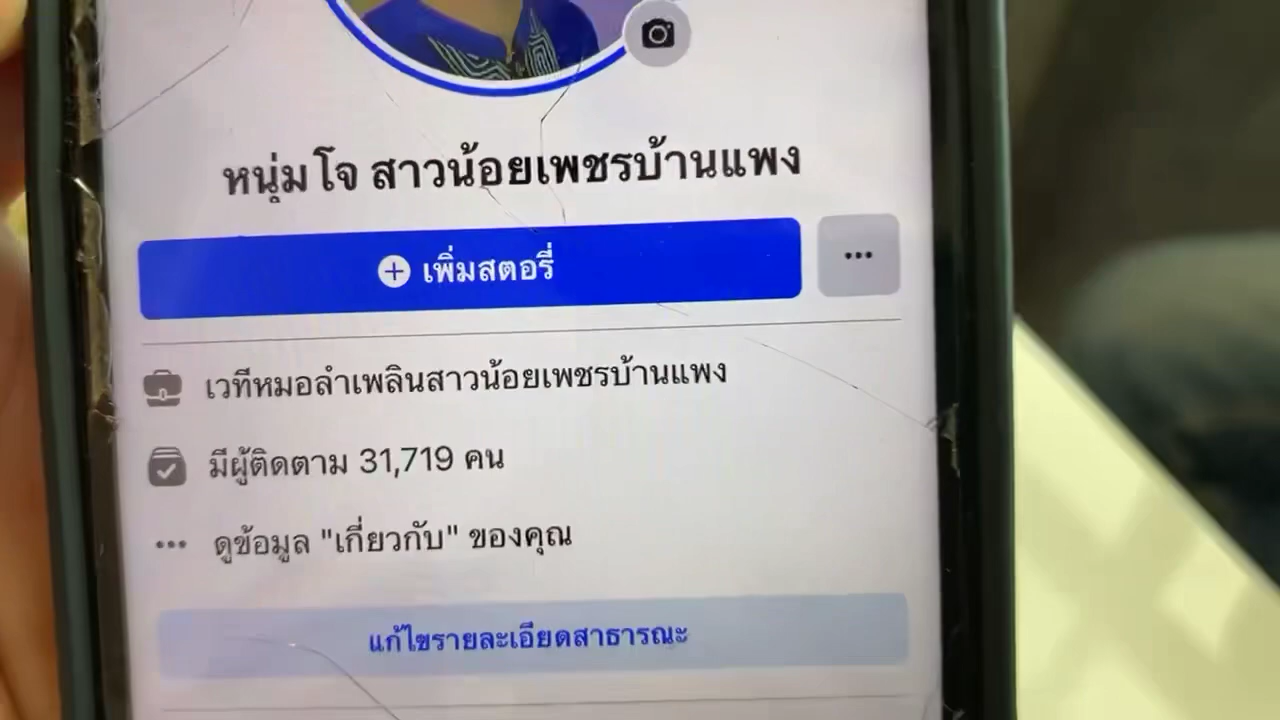 หนุ่มโจ สาวน้อยเพชรบ้านแพง
เพิ่มสตอรี่
เวทีหมอลำเพลินสาวน้อยเพชรบ้านแพง
มีผู้ติดตาม 31,719 คน
ดูข้อมูล "เกี่ยวกับ" ของคุณ
แก้ไขรายละเอียดสาธารณะ